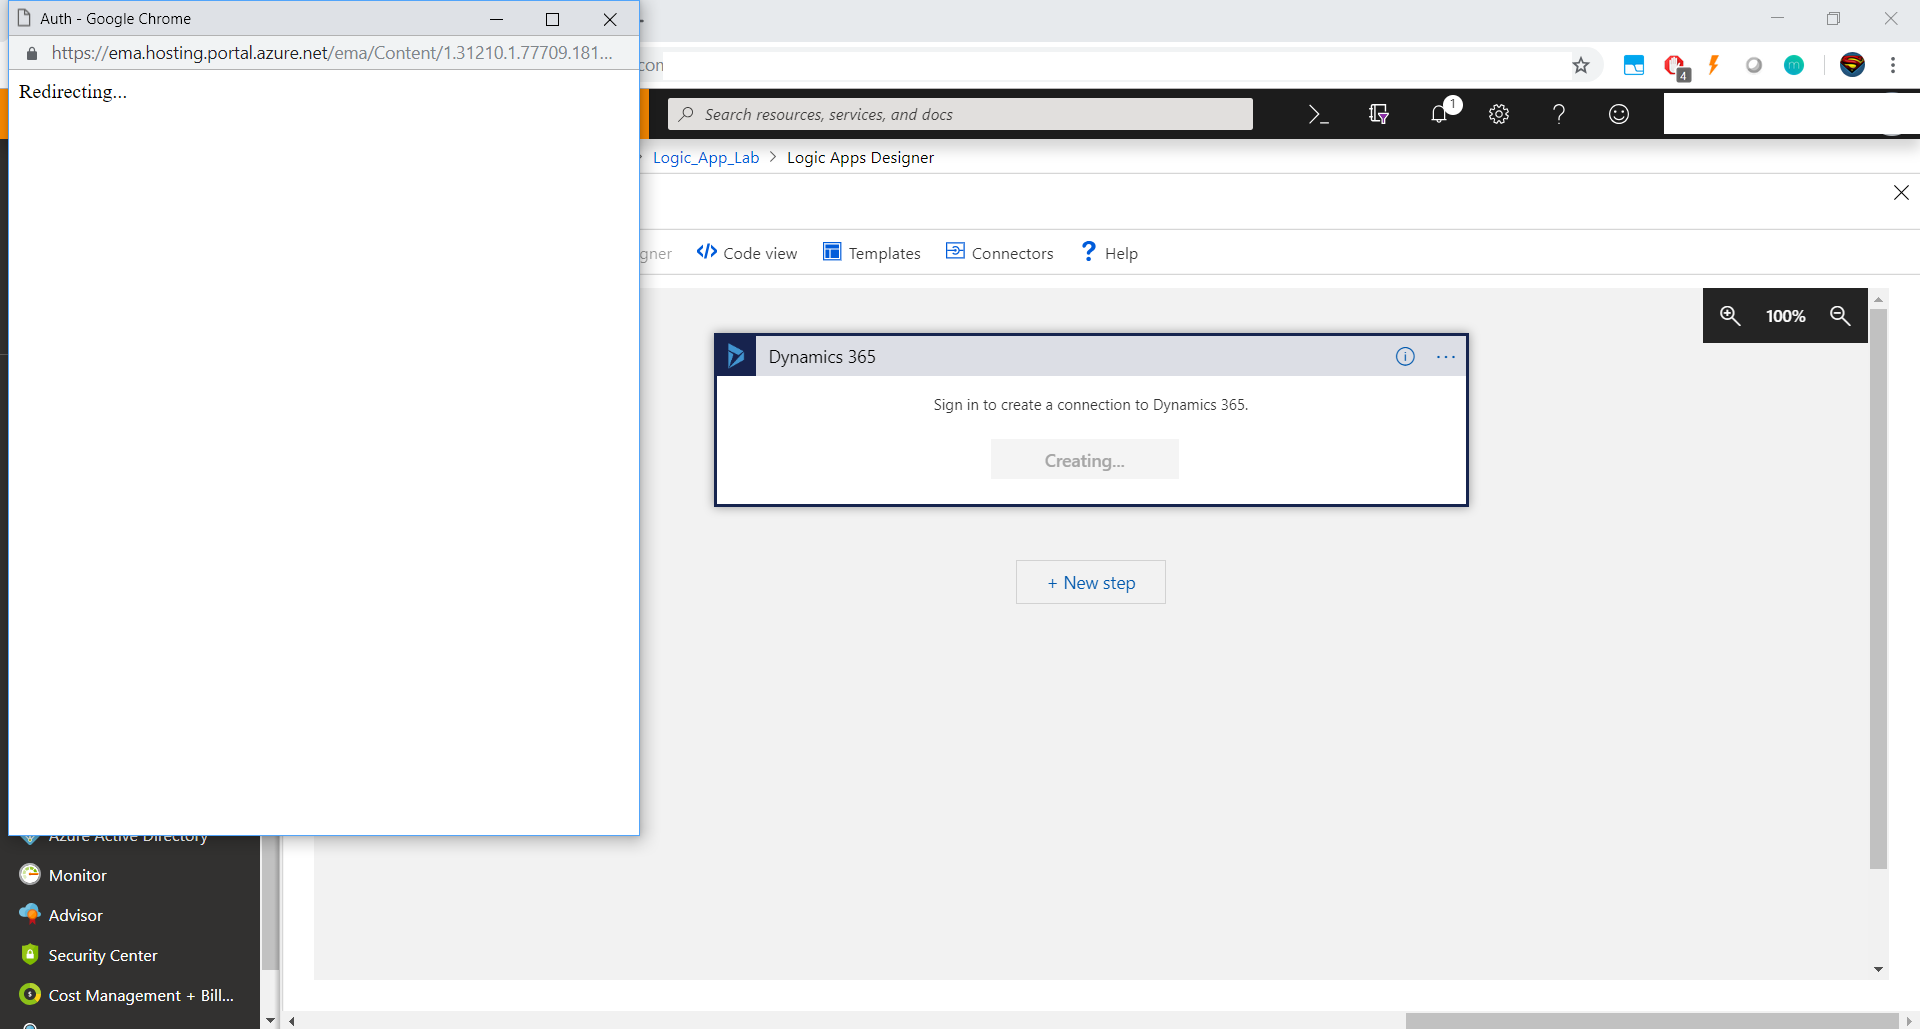 Auth - Google Chrome
https://ema.hosting.portal.azure.net/ema/Content/1.31210.1.77709.181...
Redirecting...
4
Search resources, services, and docs
1
Logic_App_Lab > Logic Apps Designer
Code view
Templates
Connectors
? Help
100%
Dynamics 365
Sign in to create a connection to Dynamics 365.
Creating...
+ New step
Azure Active Directory
Monitor
Advisor
Security Center
Cost Management + Bill...